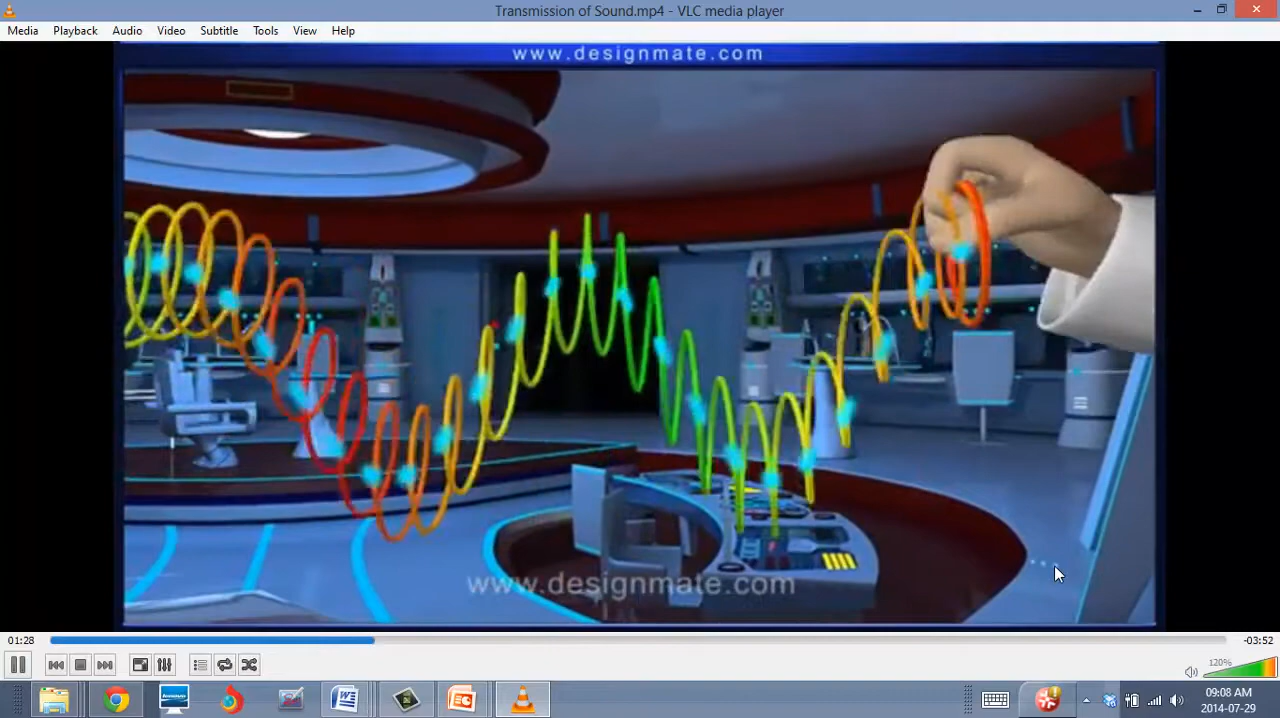 Transmission of Sound.mp4 - VLC media player
Media Playback Audio Video Subtitle Tools View Help
www.designmate.com
www.designmate.com
01:28
-03:52
120%
09:08 AM
2014-07-29